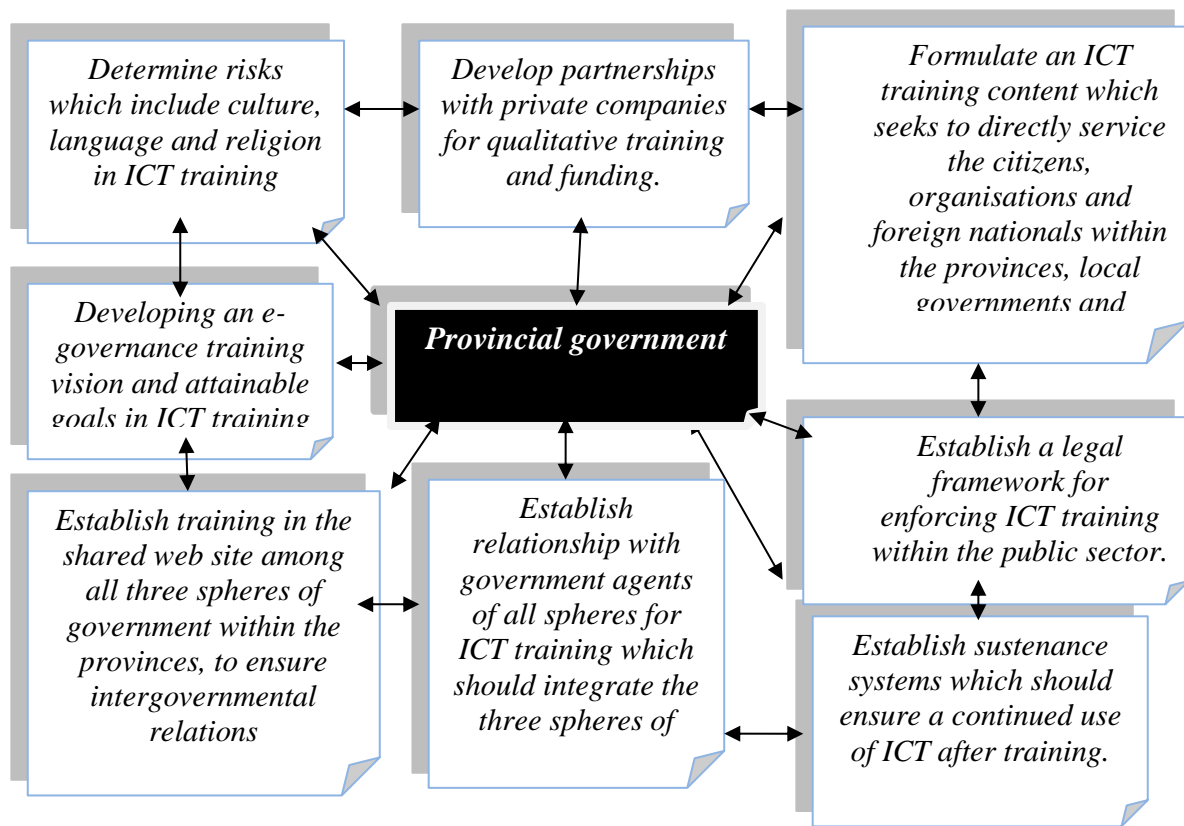 Determine risks
which include culture,
language and religion
in ICT training
Develop partnerships
with private companies
for qualitative training
and funding.
Formulate an ICT
training content which
seeks to directly service
the citizens,
organisations and
foreign nationals within
the provinces, local
governments and
Developing an e-
governance training
vision and attainable
goals in ICT training
Provincial government
Establish a legal
framework for
enforcing ICT training
within the public sector.
Establish training in the
shared web site among
all three spheres of
government within the
provinces, to ensure
intergovernmental
relations
Establish
relationship with
government agents
of all spheres for
ICT training which
should integrate the
three spheres of
Establish sustenance
systems which should
ensure a continued use
of ICT after training.